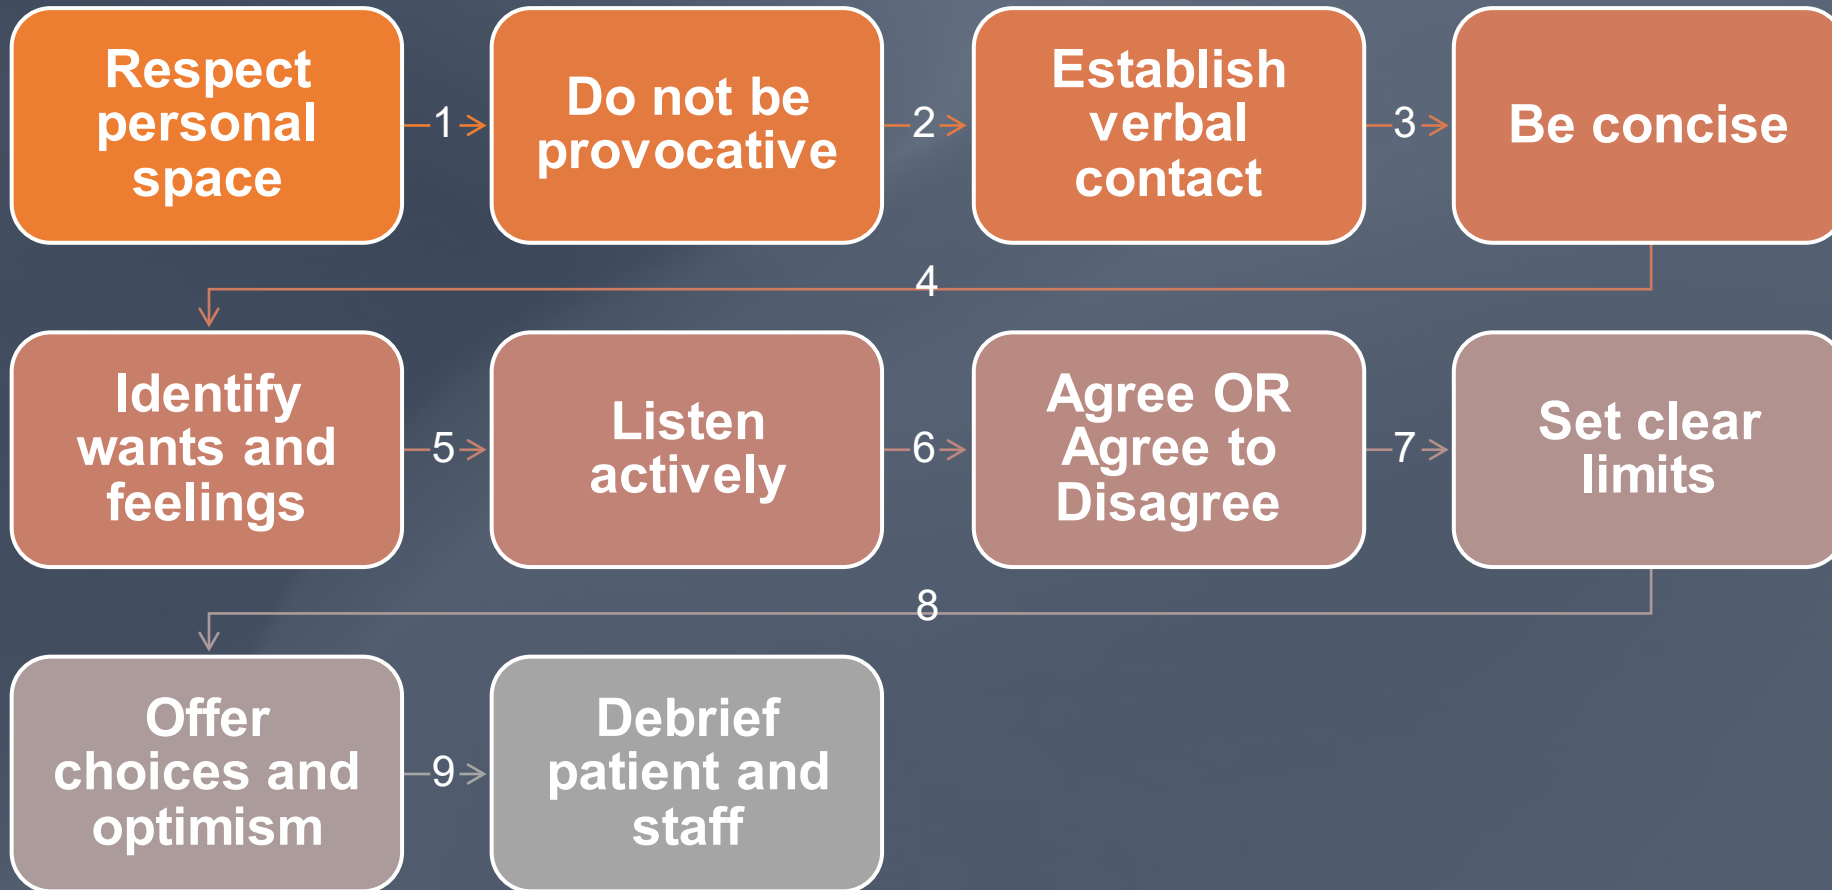 Respect
personal
space
1
Do not be
provocative
2
Establish
verbal
contact
3
Be concise
4
Identify
wants and
feelings
5
Listen
actively
6
Agree OR
Agree to
Disagree
7
Set clear
limits
8
Offer
choices and
optimism
9
Debrief
patient and
staff